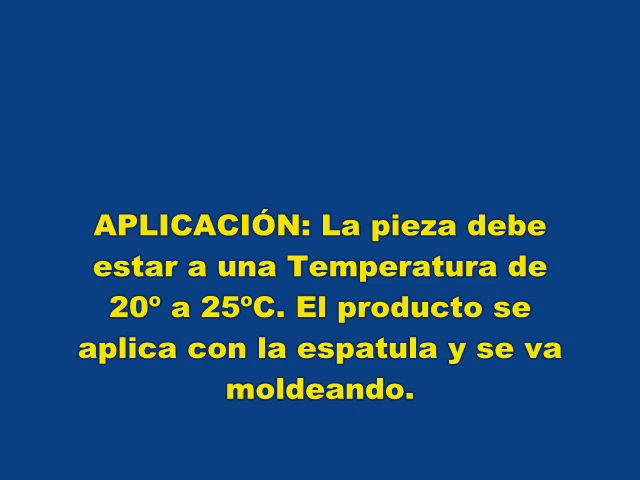 APLICACIÓN: La pieza debe
estar a una Temperatura de
20º a 25ºC. El producto se
aplica con la espatula y se va
moldeando.